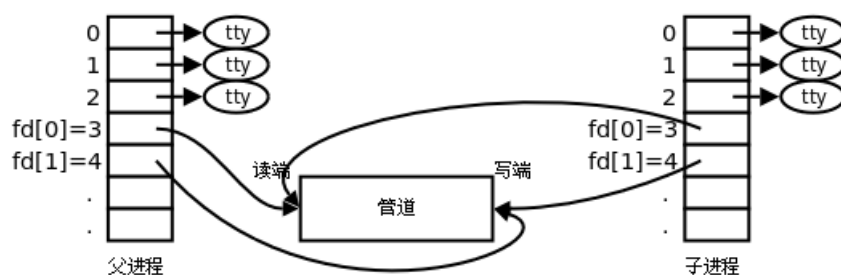 0 tty 0 tty
1 tty 1 tty
2 tty 2 tty
fd[0]=3 fd[0]=3
fd[1]=4 读端 写端 fd[1]=4
. 管道 .
. .
父进程 子进程